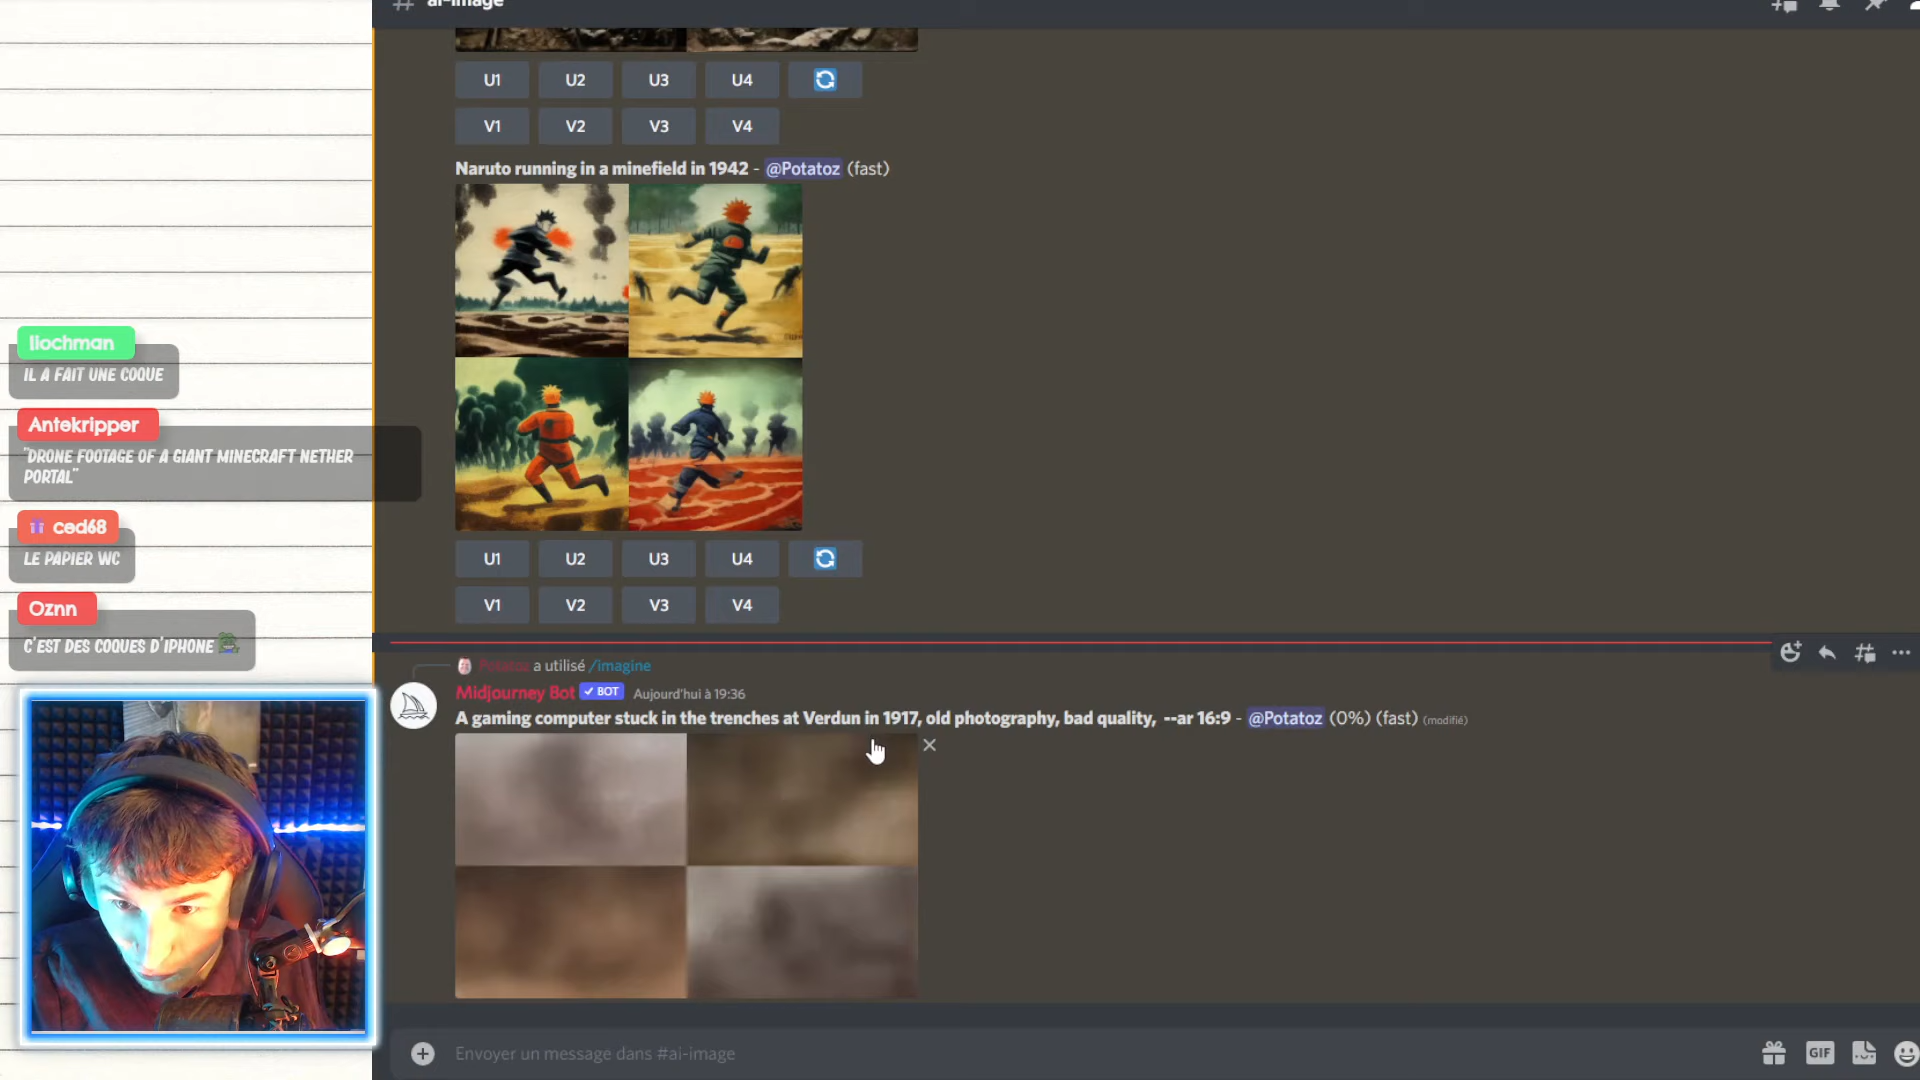 ai-image
U1 U2 U3 U4
V1 V2 V3 V4
Naruto running in a minefield in 1942 - @Potatoz (fast)
U1 U2 U3 U4
V1 V2 V3 V4
Potatoz a utilisé /imagine
Midjourney Bot ✓ BOT Aujourd'hui à 19:36
A gaming computer stuck in the trenches at Verdun in 1917, old photography, bad quality, --ar 16:9 - @Potatoz (0%) (fast) (modifié)
Envoyer un message dans #ai-image
GIF
liochman
IL A FAIT UNE COQUE
Antekripper
"DRONE FOOTAGE OF A GIANT MINECRAFT NETHER
PORTAL"
ced68
LE PAPIER WC
Oznn
C'EST DES COQUES D'IPHONE